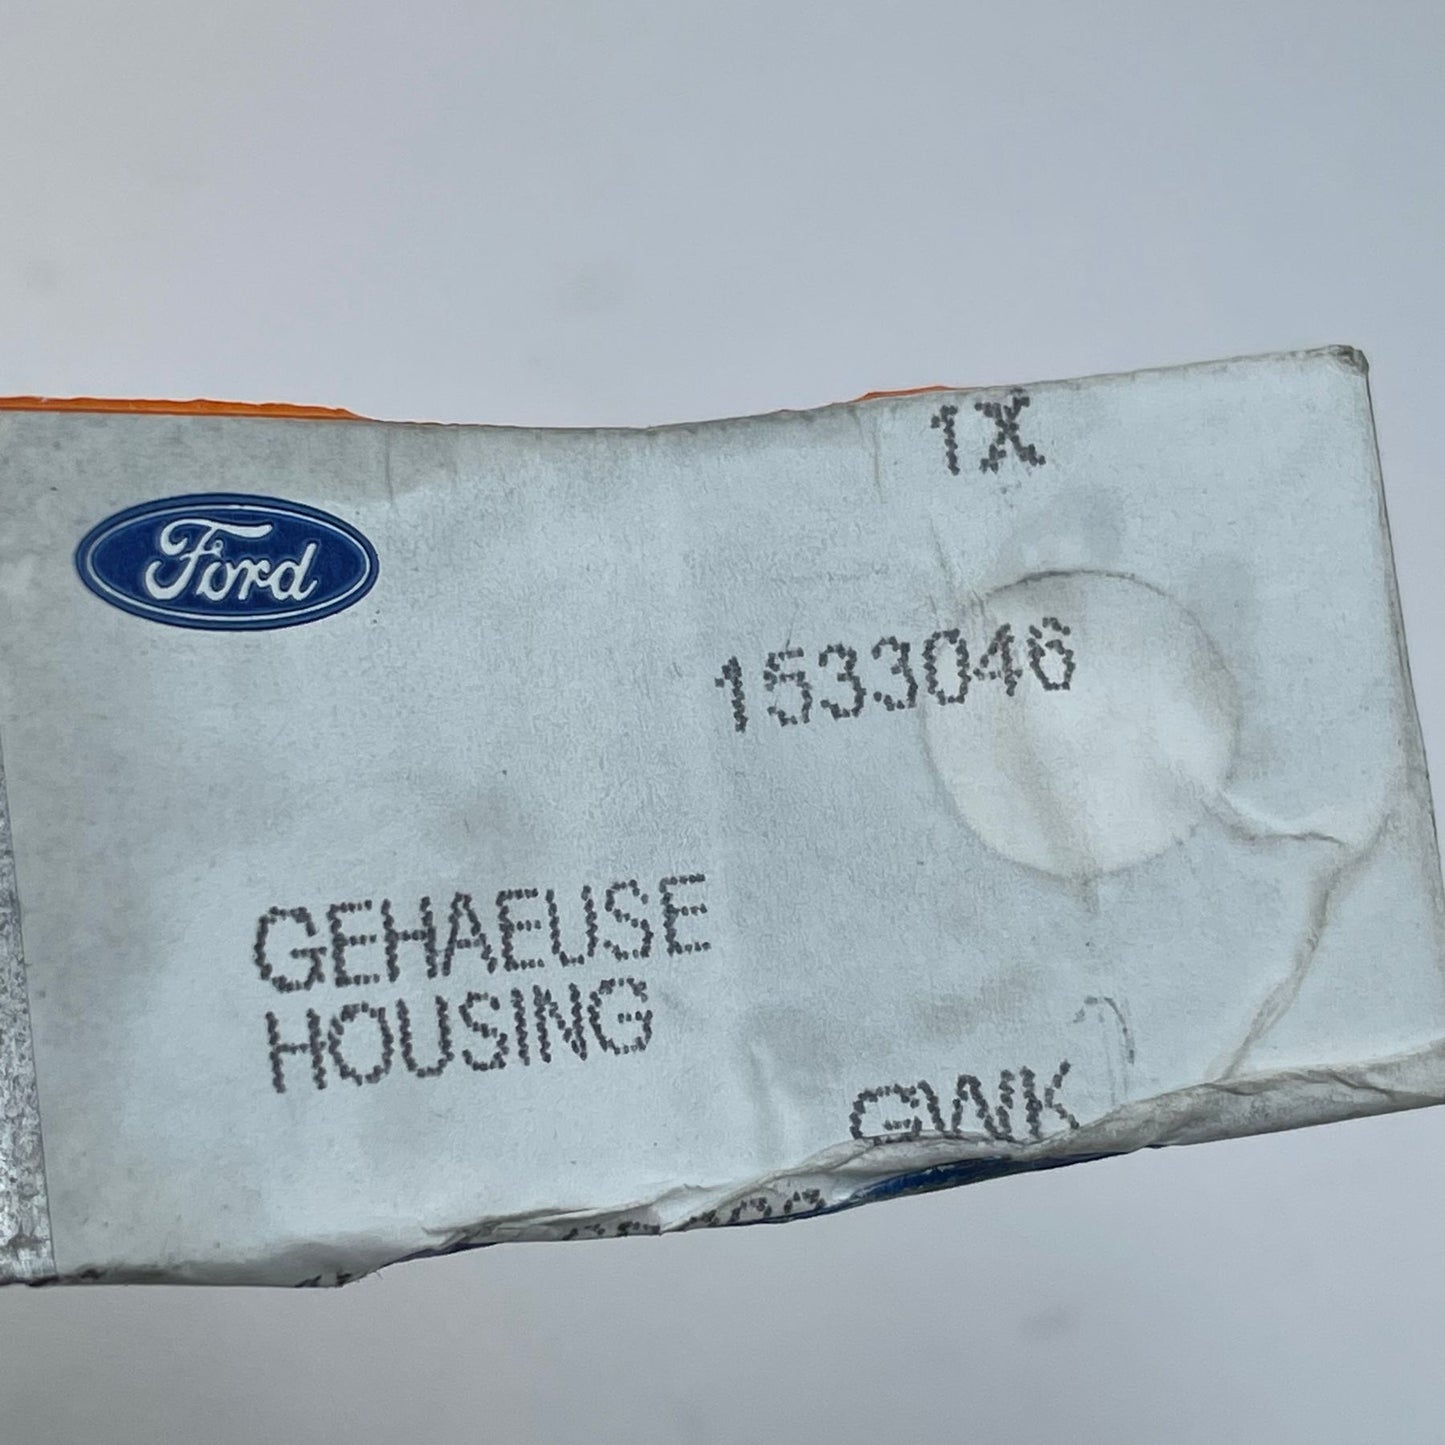 1X
Ford
1533046
GEHAEUSE
HOUSING
GWK